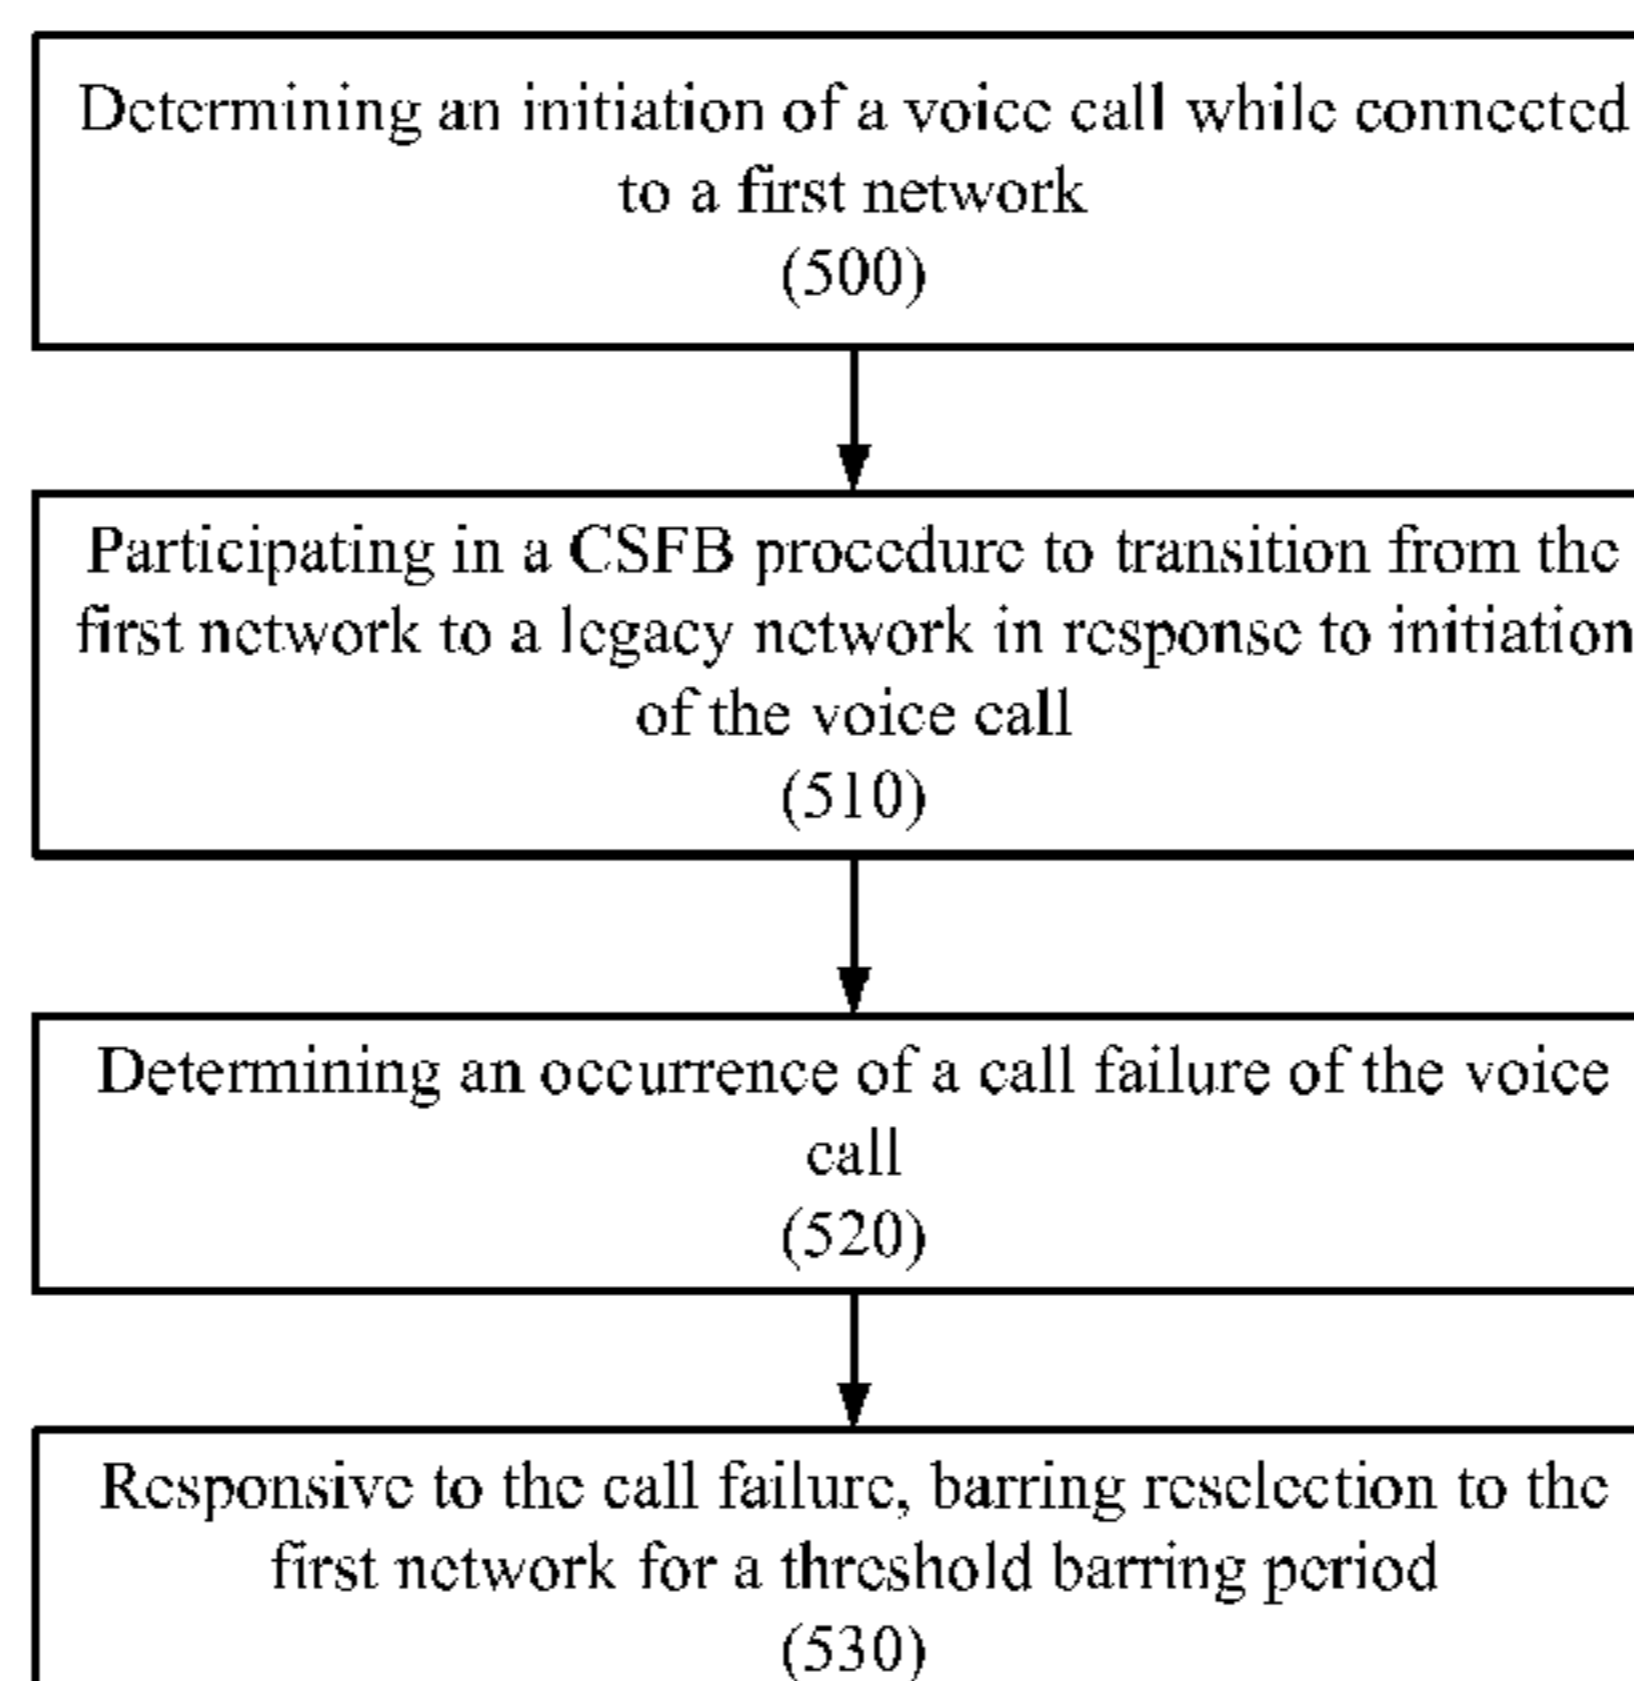 Determining an initiation of a voice call while connected
to a first network
(500)
Participating in a CSFB procedure to transition from the
first network to a legacy network in response to initiation
of the voice call
(510)
Determining an occurrence of a call failure of the voice
call
(520)
Responsive to the call failure, barring reselection to the
first network for a threshold barring period
(530)